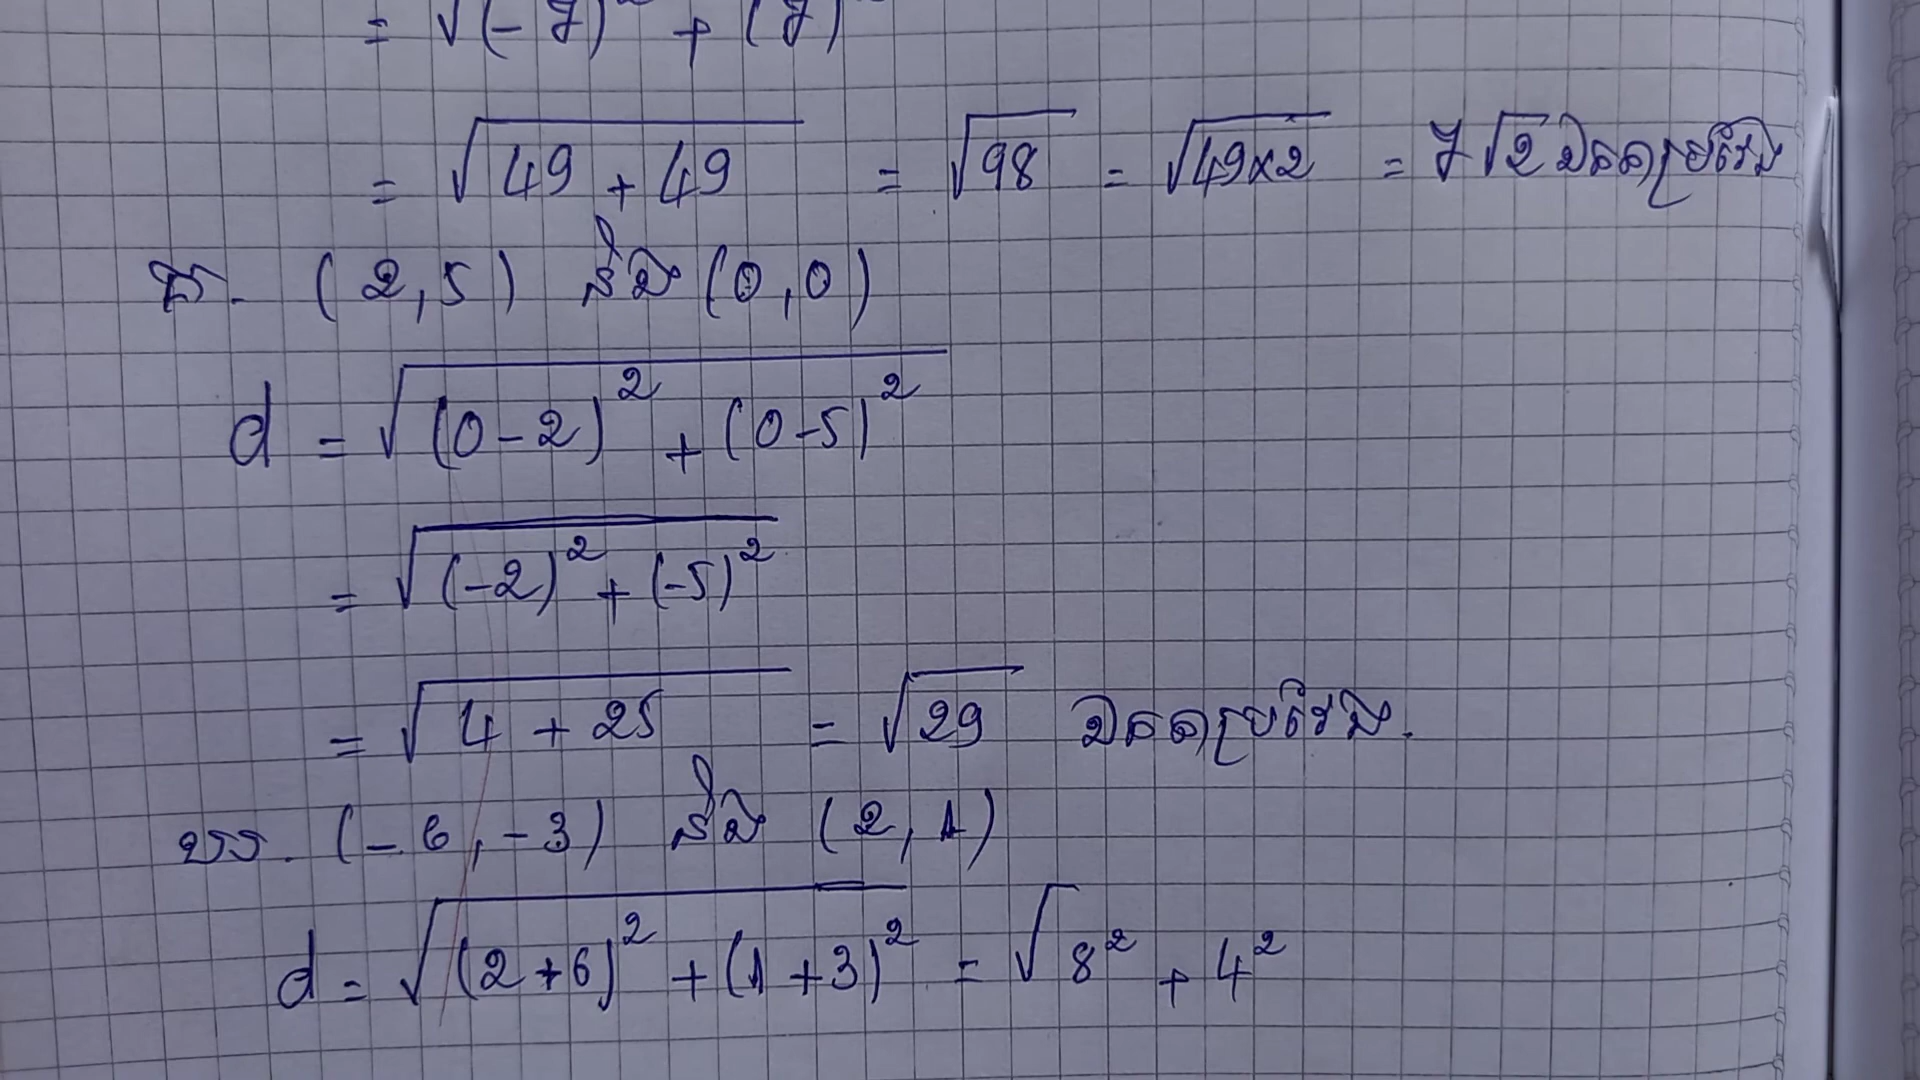 = √(-7)² + (7)²
= √49 + 49 = √98 = √49×2 = 7√2 ឯកតាប្រវែង
ឋ. (2,5) និង (0,0)
d = √(0-2)² + (0-5)²
= √(-2)² + (-5)²
= √4 + 25 = √29 ឯកតាប្រវែង.
ឍ. (-6,-3) និង (2,1)
d = √(2+6)² + (1+3)² = √8² + 4²